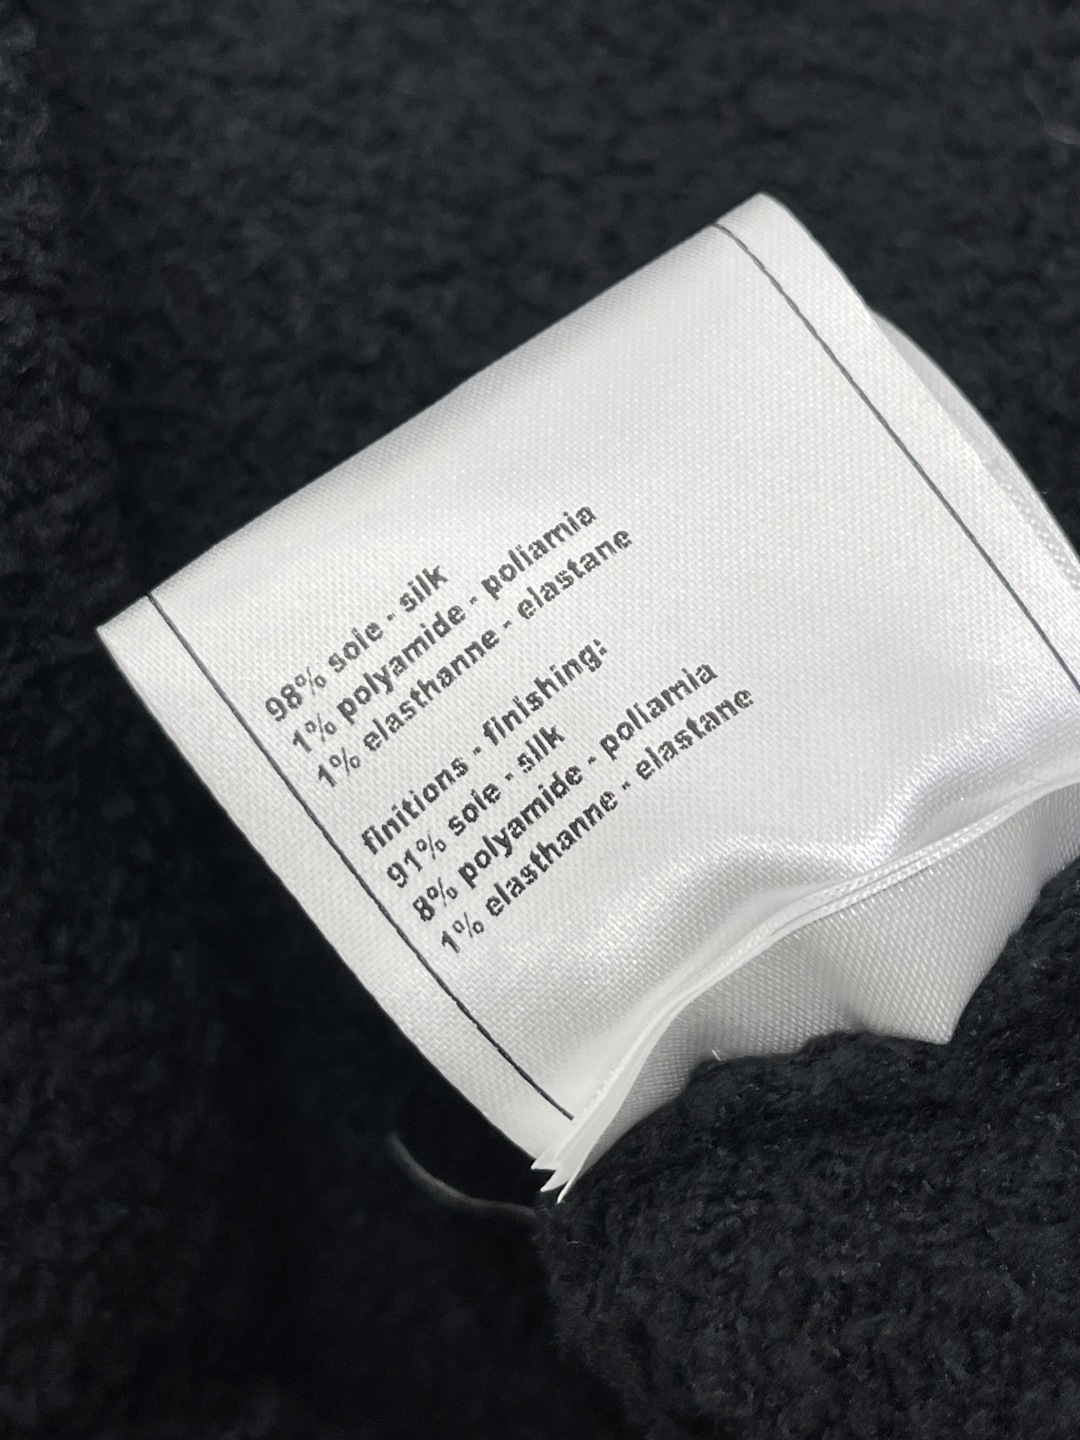 98% soie - silk
1% polyamide - poliamia
1% elasthanne - elastane
finitions - finishing:
91% soie - silk
8% polyamide - poliamia
1% elasthanne - elastane